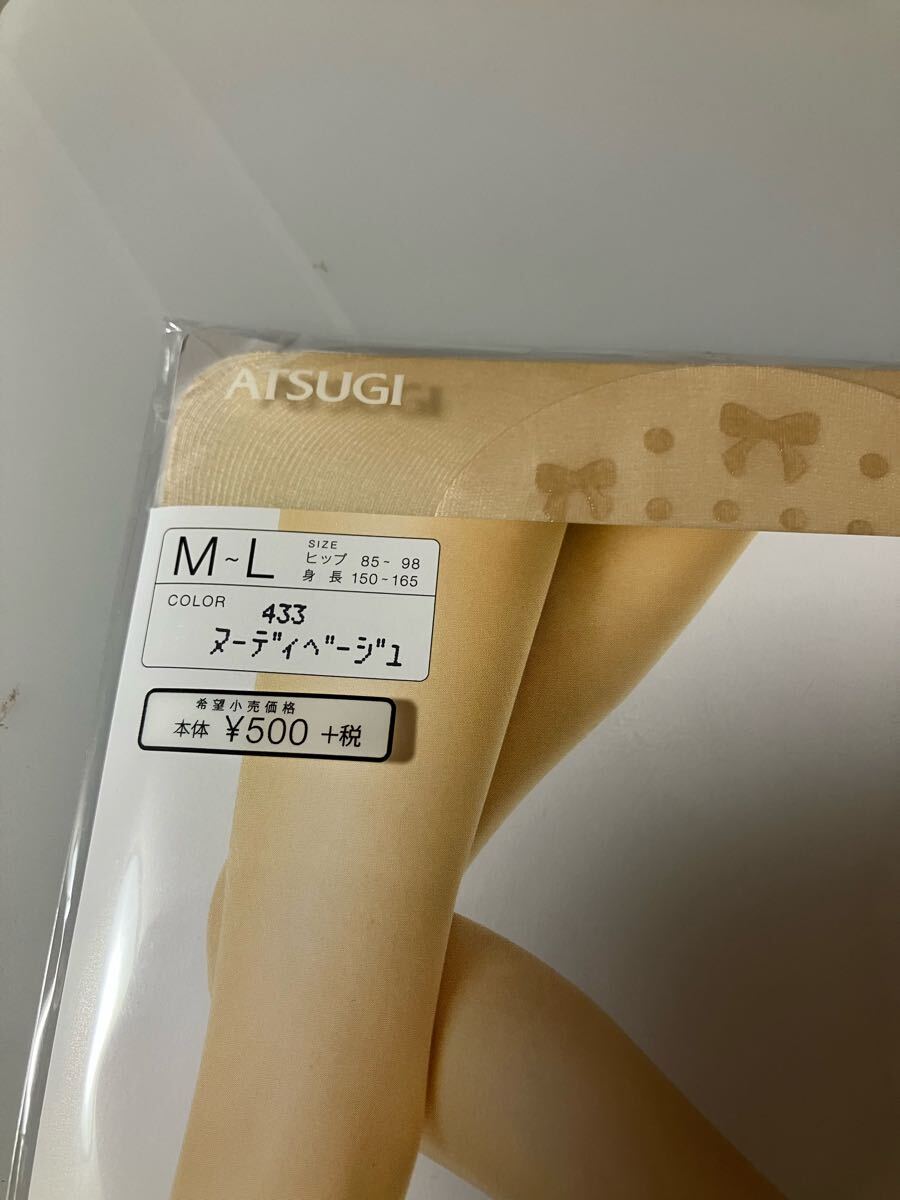 ATSUGI
M~L
SIZE
ヒップ 85~98
身長 150~165
COLOR 433
ヌーディベージュ
希望小売価格
本体 ¥500 +税